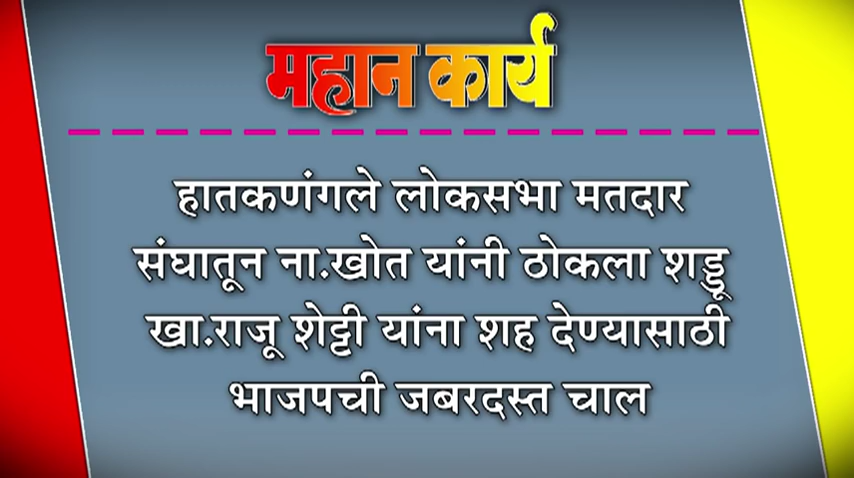 महान कार्य
हातकणंगले लोकसभा मतदार
संघातून ना.खोत यांनी ठोकला शड्डू
खा.राजू शेट्टी यांना शह देण्यासाठी
भाजपची जबरदस्त चाल